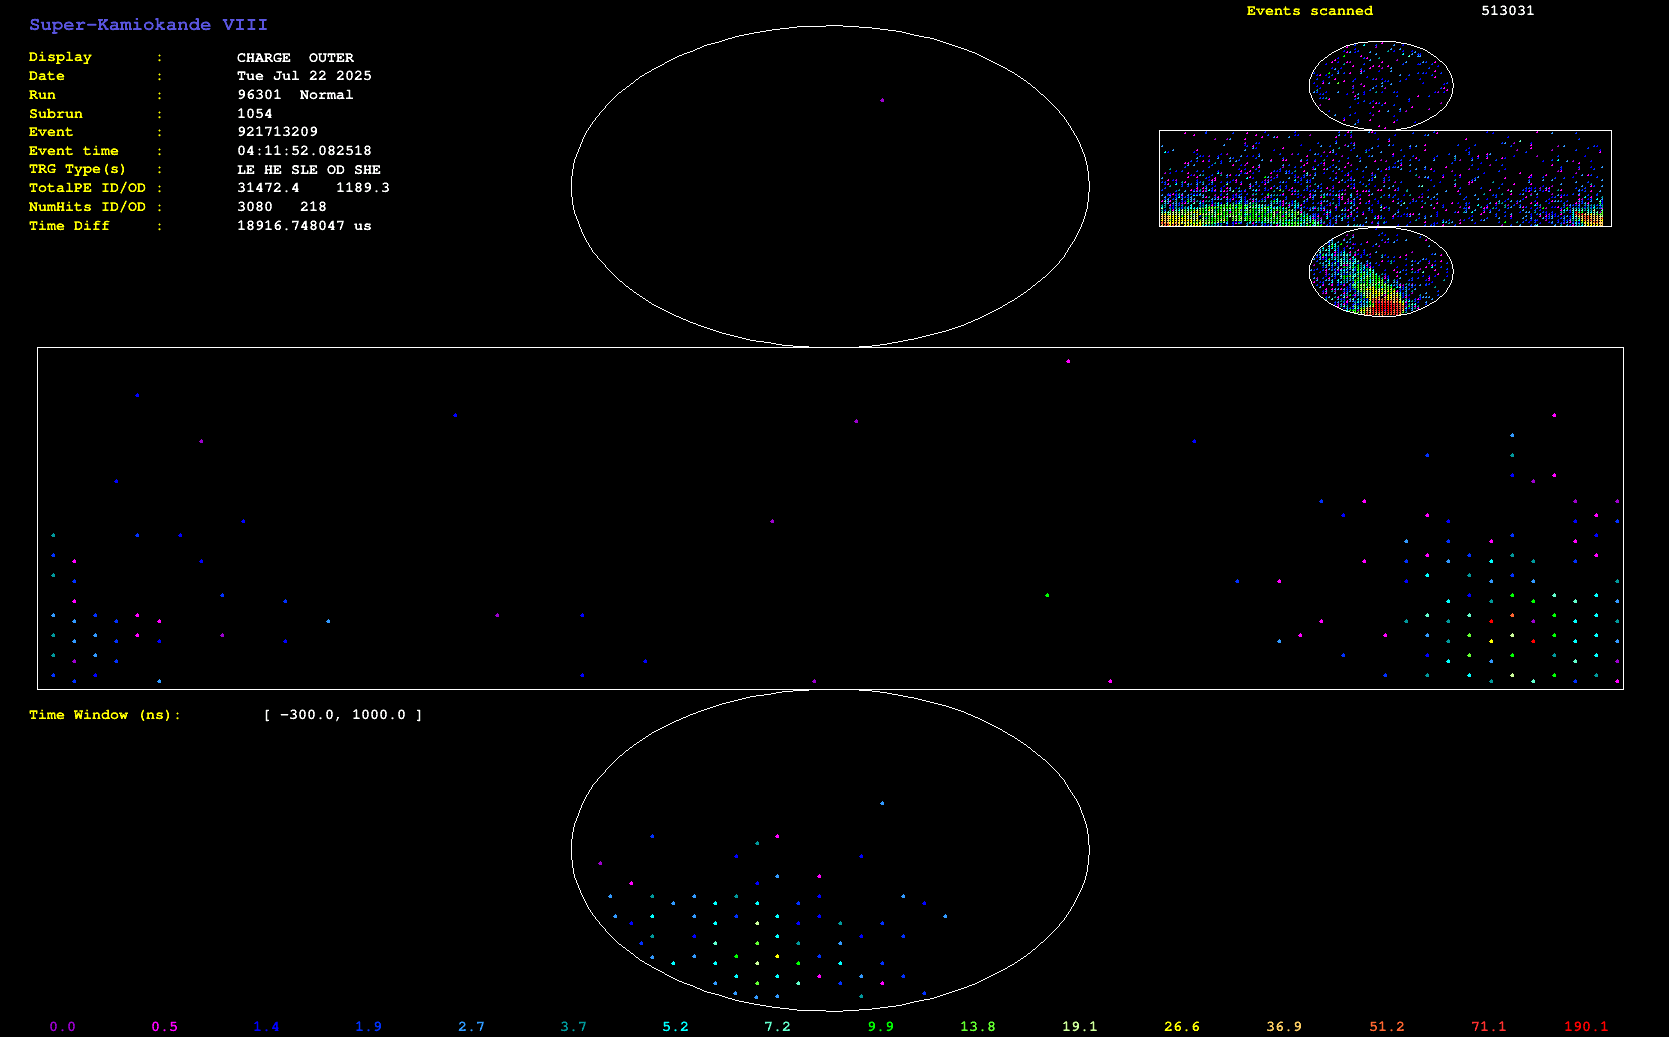 Super-Kamiokande VIII
Events scanned 513031
Display : CHARGE OUTER
Date : Tue Jul 22 2025
Run : 96301 Normal
Subrun : 1054
Event : 921713209
Event time : 04:11:52.082518
TRG Type(s) : LE HE SLE OD SHE
TotalPE ID/OD : 31472.4 1189.3
NumHits ID/OD : 3080 218
Time Diff : 18916.748047 us
Time Window (ns): [ -300.0, 1000.0 ]
0.0 0.5 1.4 1.9 2.7 3.7 5.2 7.2 9.9 13.8 19.1 26.6 36.9 51.2 71.1 190.1